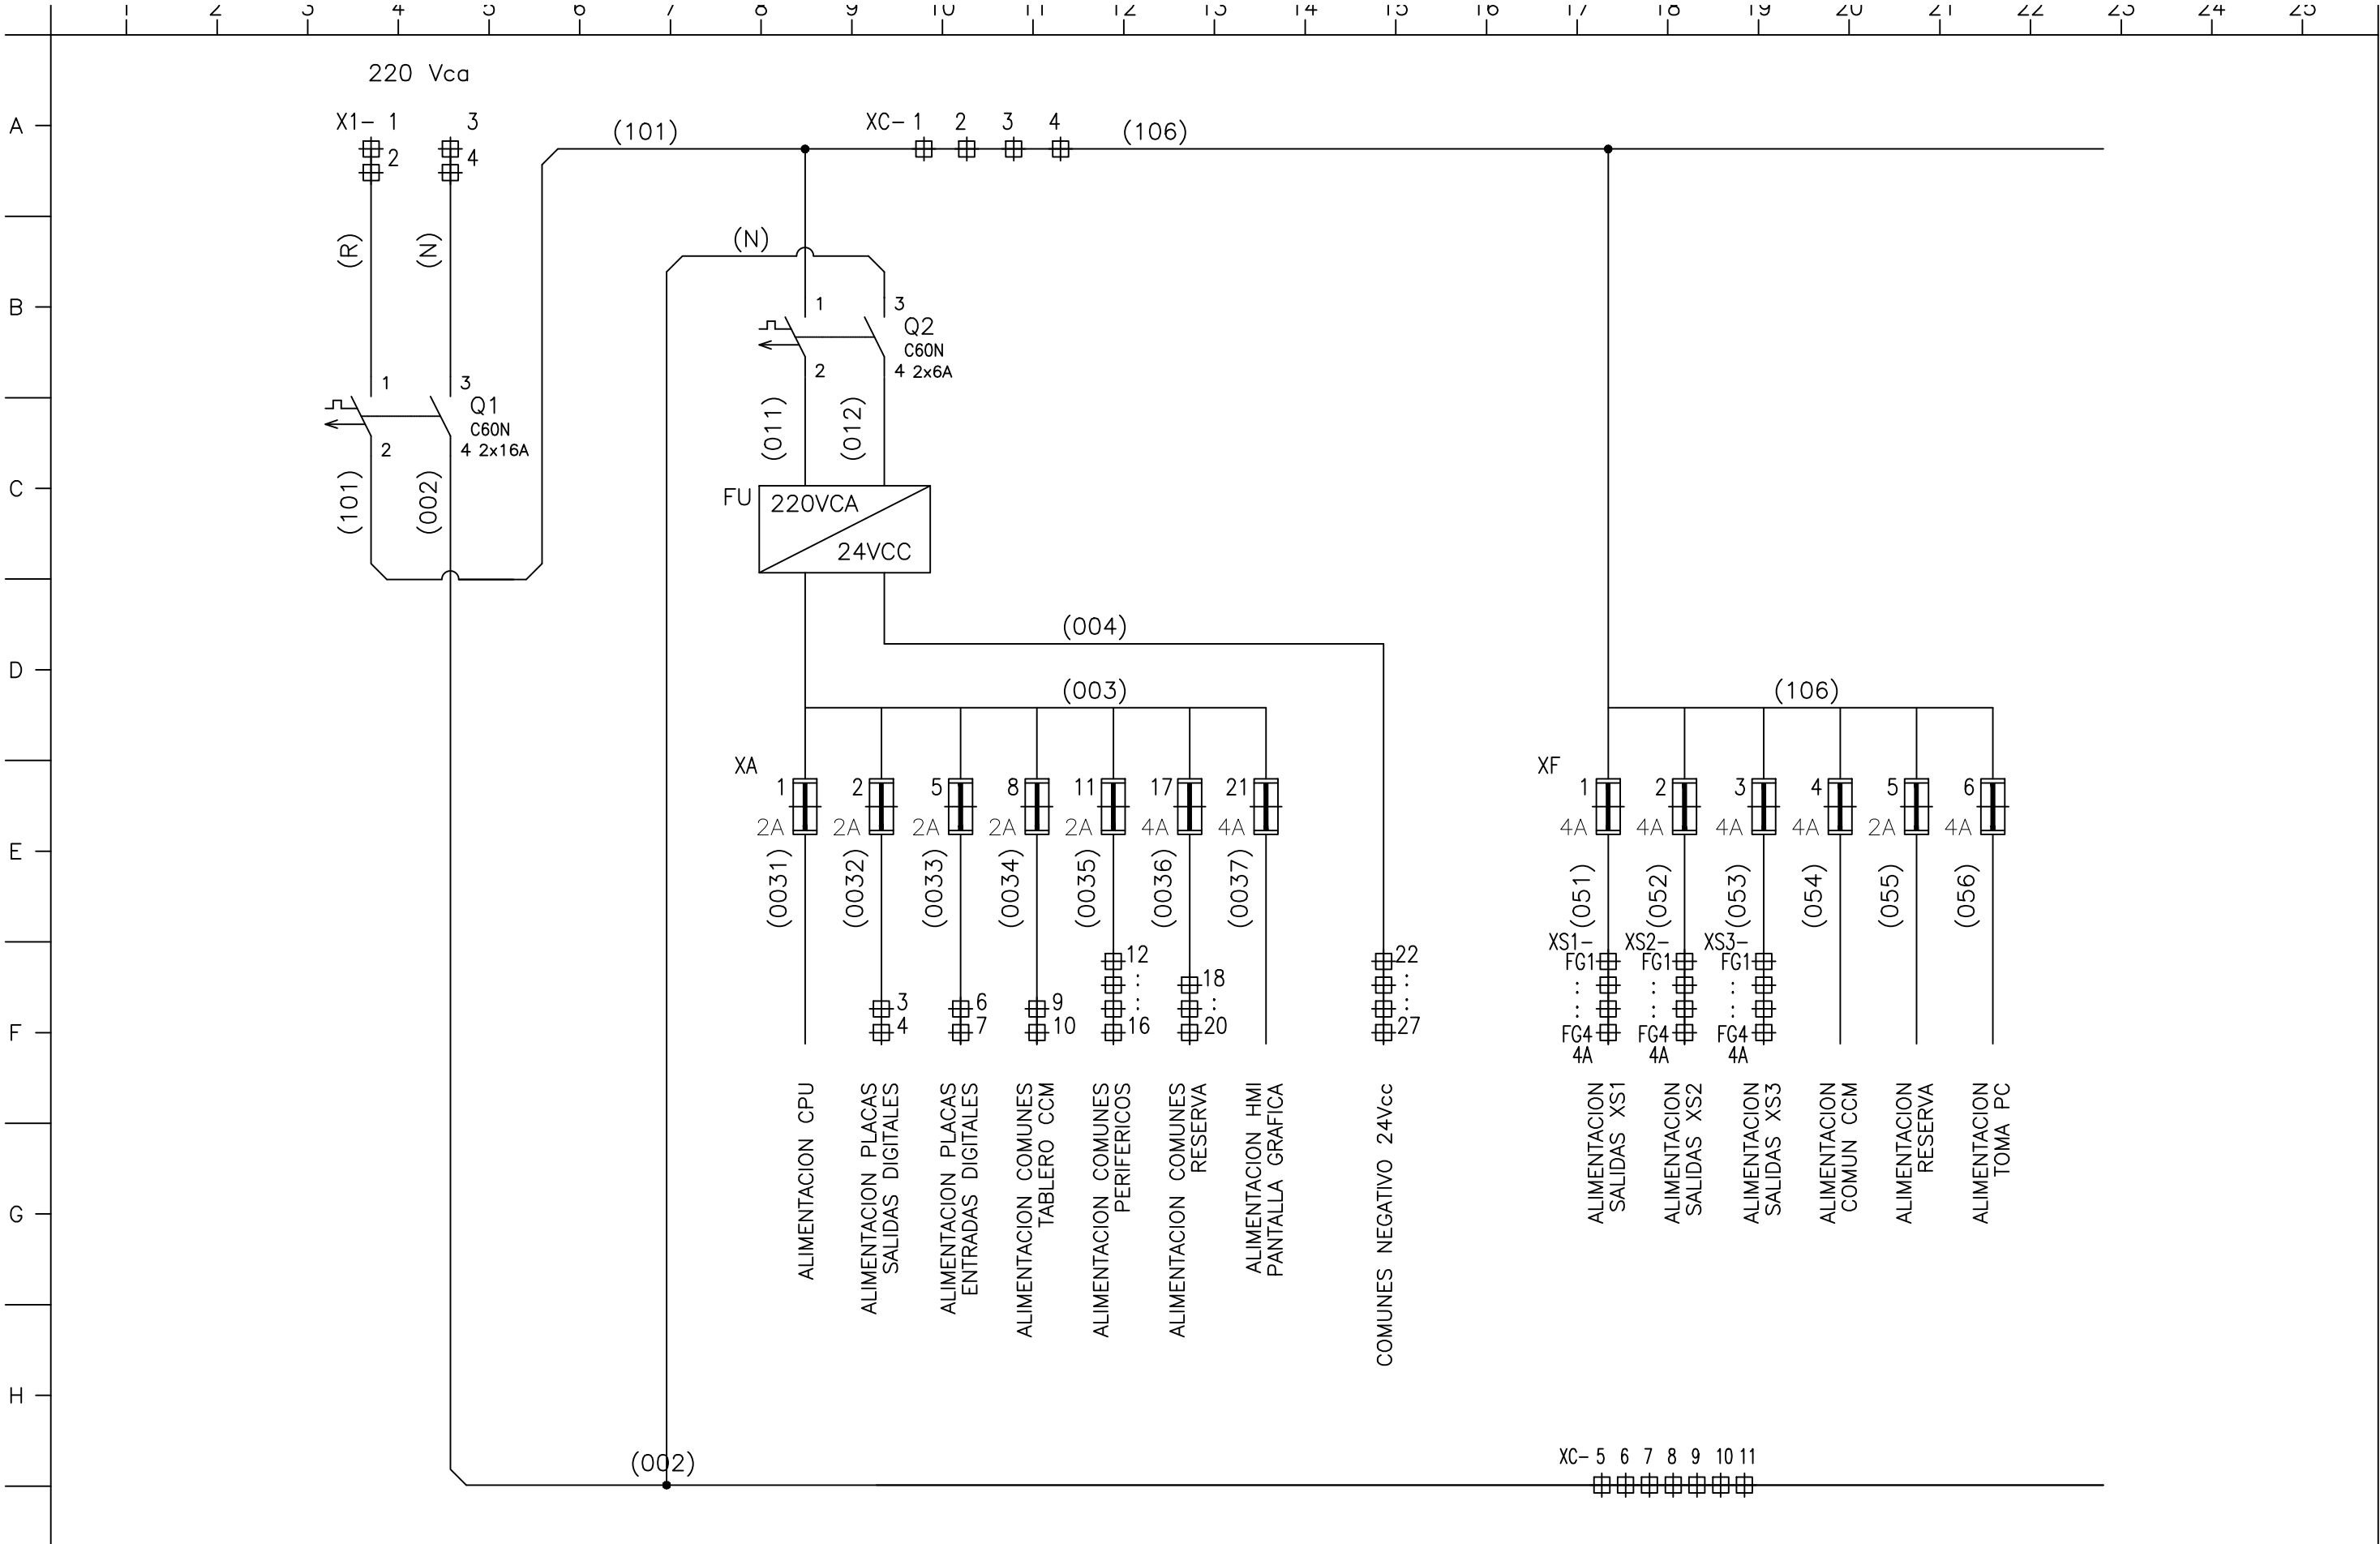 1 2 3 4 5 6 7 8 9 10 11 12 13 14 15 16 17 18 19 20 21 22 23 24 25
220 Vca
A
X1- 1 3
2 4
(101)
XC- 1 2 3 4
(106)
(R) (N)
(N)
B
1 3
Q2
C60N
2 4 2x6A
1 3
Q1
C60N
2 4 2x16A
(011) (012)
C
(101) (002)
FU
220VCA
24VCC
(004)
D
(003)
(106)
XA
1 2 5 8 11 17 21
2A 2A 2A 2A 2A 4A 4A
XF
1 2 3 4 5 6
4A 4A 4A 4A 2A 4A
E
(0031) (0032) (0033) (0034) (0035) (0036) (0037)
(051) (052) (053) (054) (055) (056)
XS1- XS2- XS3-
FG1 FG1 FG1
12 22
18
3 6 9
F
4 7 10 16 20 27
FG4 FG4 FG4
4A 4A 4A
ALIMENTACION CPU
ALIMENTACION PLACAS
SALIDAS DIGITALES
ALIMENTACION PLACAS
ENTRADAS DIGITALES
ALIMENTACION COMUNES
TABLERO CCM
ALIMENTACION COMUNES
PERIFERICOS
ALIMENTACION COMUNES
RESERVA
ALIMENTACION HMI
PANTALLA GRAFICA
COMUNES NEGATIVO 24Vcc
ALIMENTACION
SALIDAS XS1
ALIMENTACION
SALIDAS XS2
ALIMENTACION
SALIDAS XS3
ALIMENTACION
COMUN CCM
ALIMENTACION
RESERVA
ALIMENTACION
TOMA PC
G
H
(002)
XC- 5 6 7 8 9 10 11